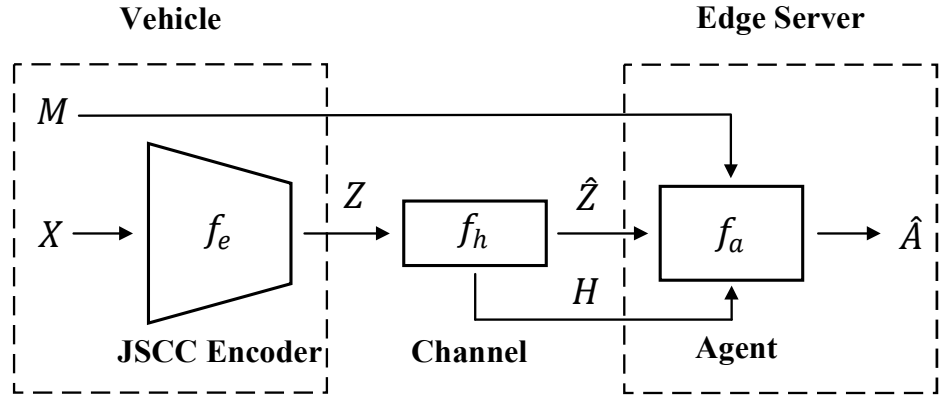 Vehicle
Edge Server
M
X
f_e
Z
f_h
Ẑ
f_a
Â
H
JSCC Encoder
Channel
Agent